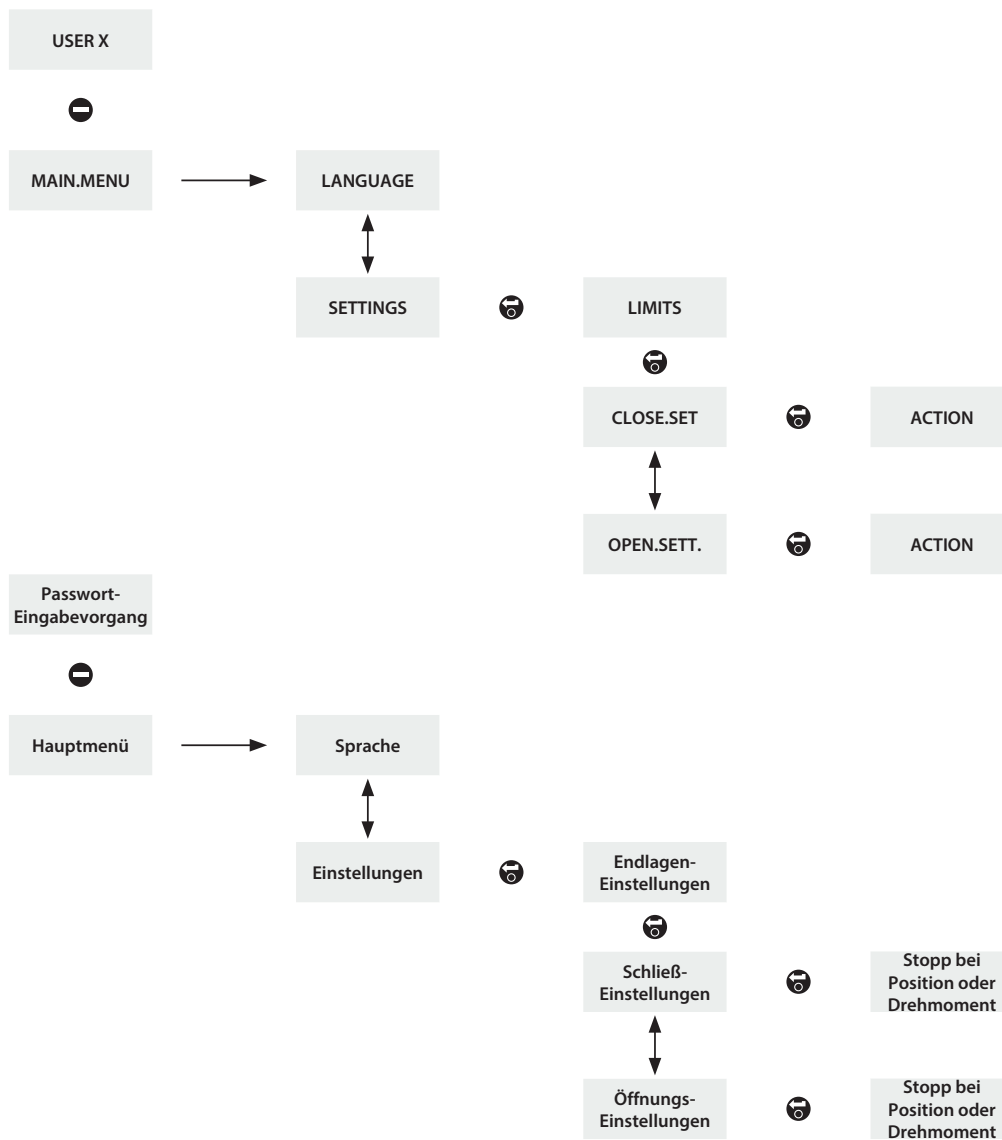 USER X
MAIN.MENU
LANGUAGE
SETTINGS
LIMITS
CLOSE.SET
ACTION
OPEN.SETT.
ACTION
Passwort-
Eingabevorgang
Hauptmenü
Sprache
Einstellungen
Endlagen-
Einstellungen
Schließ-
Einstellungen
Stopp bei
Position oder
Drehmoment
Öffnungs-
Einstellungen
Stopp bei
Position oder
Drehmoment